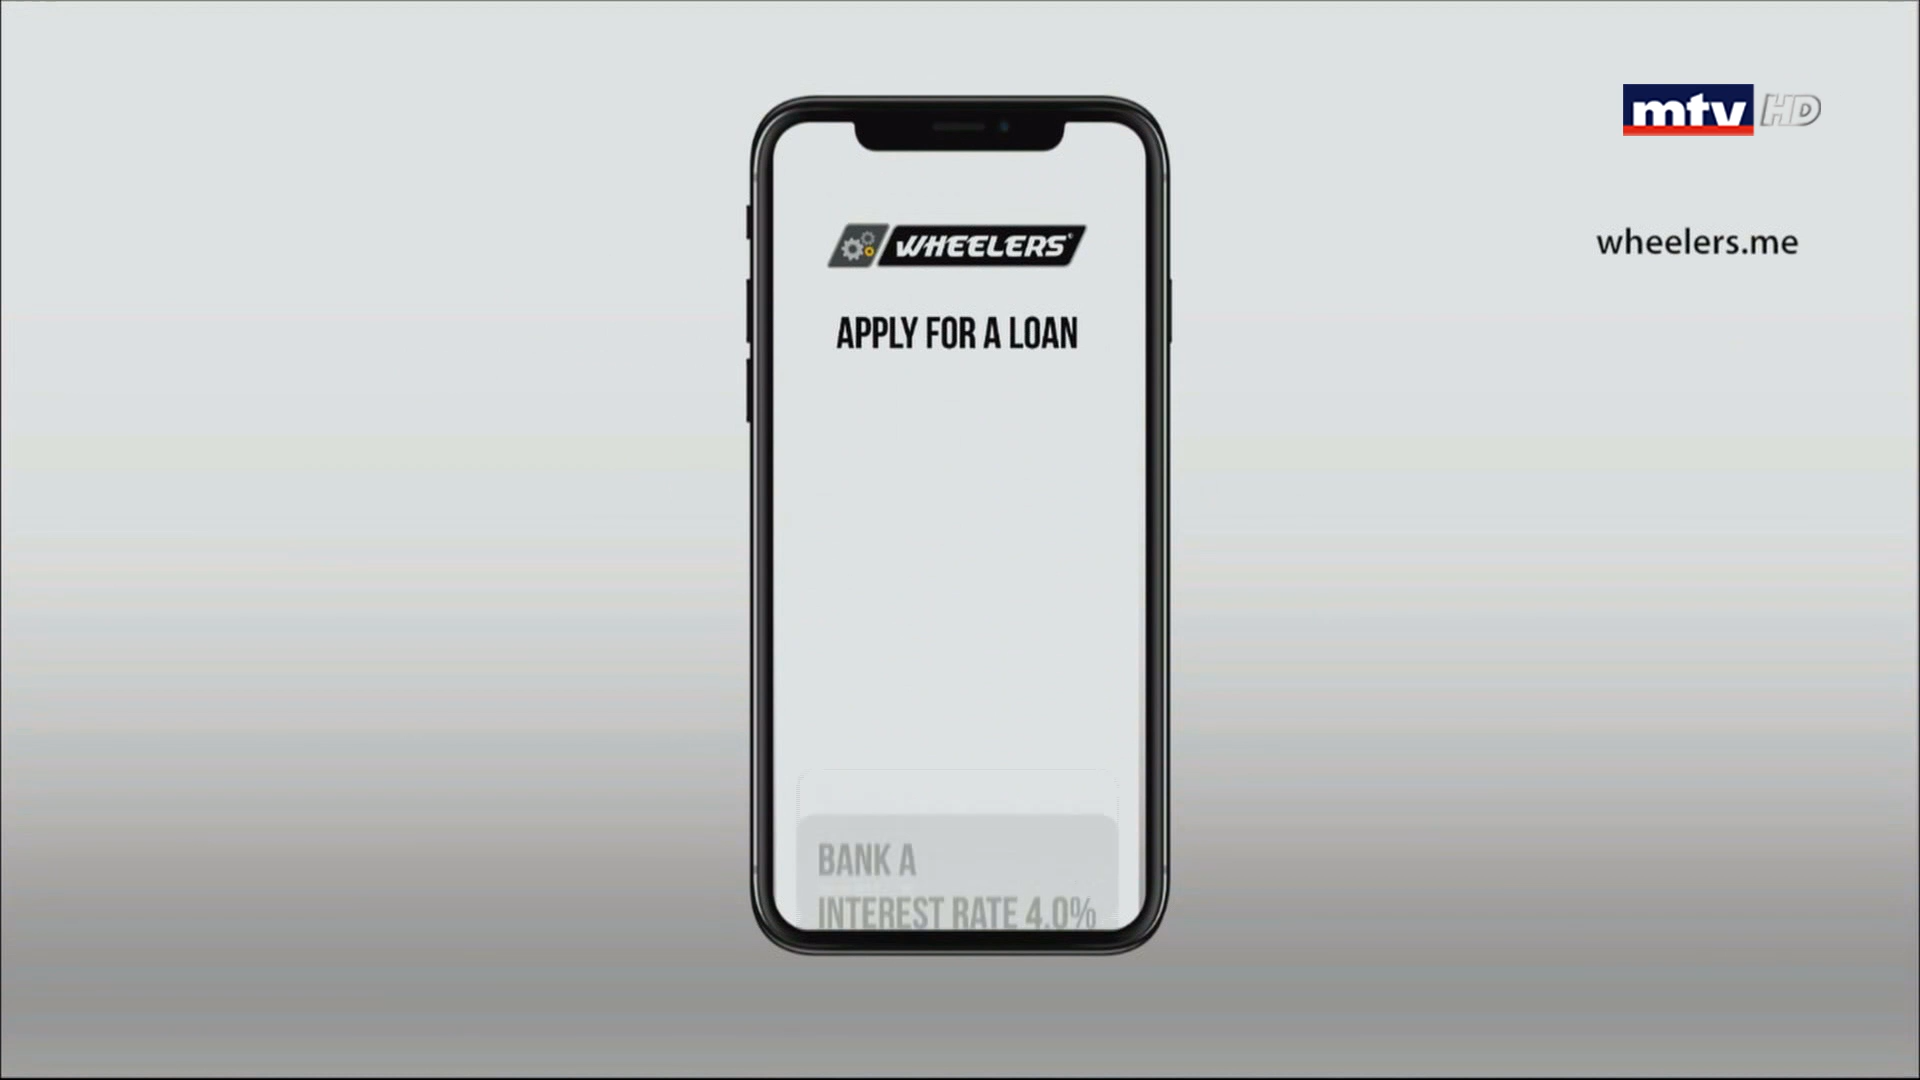 mtv HD
wheelers.me
WHEELERS®
APPLY FOR A LOAN
BANK A
INTEREST RATE 4.0%